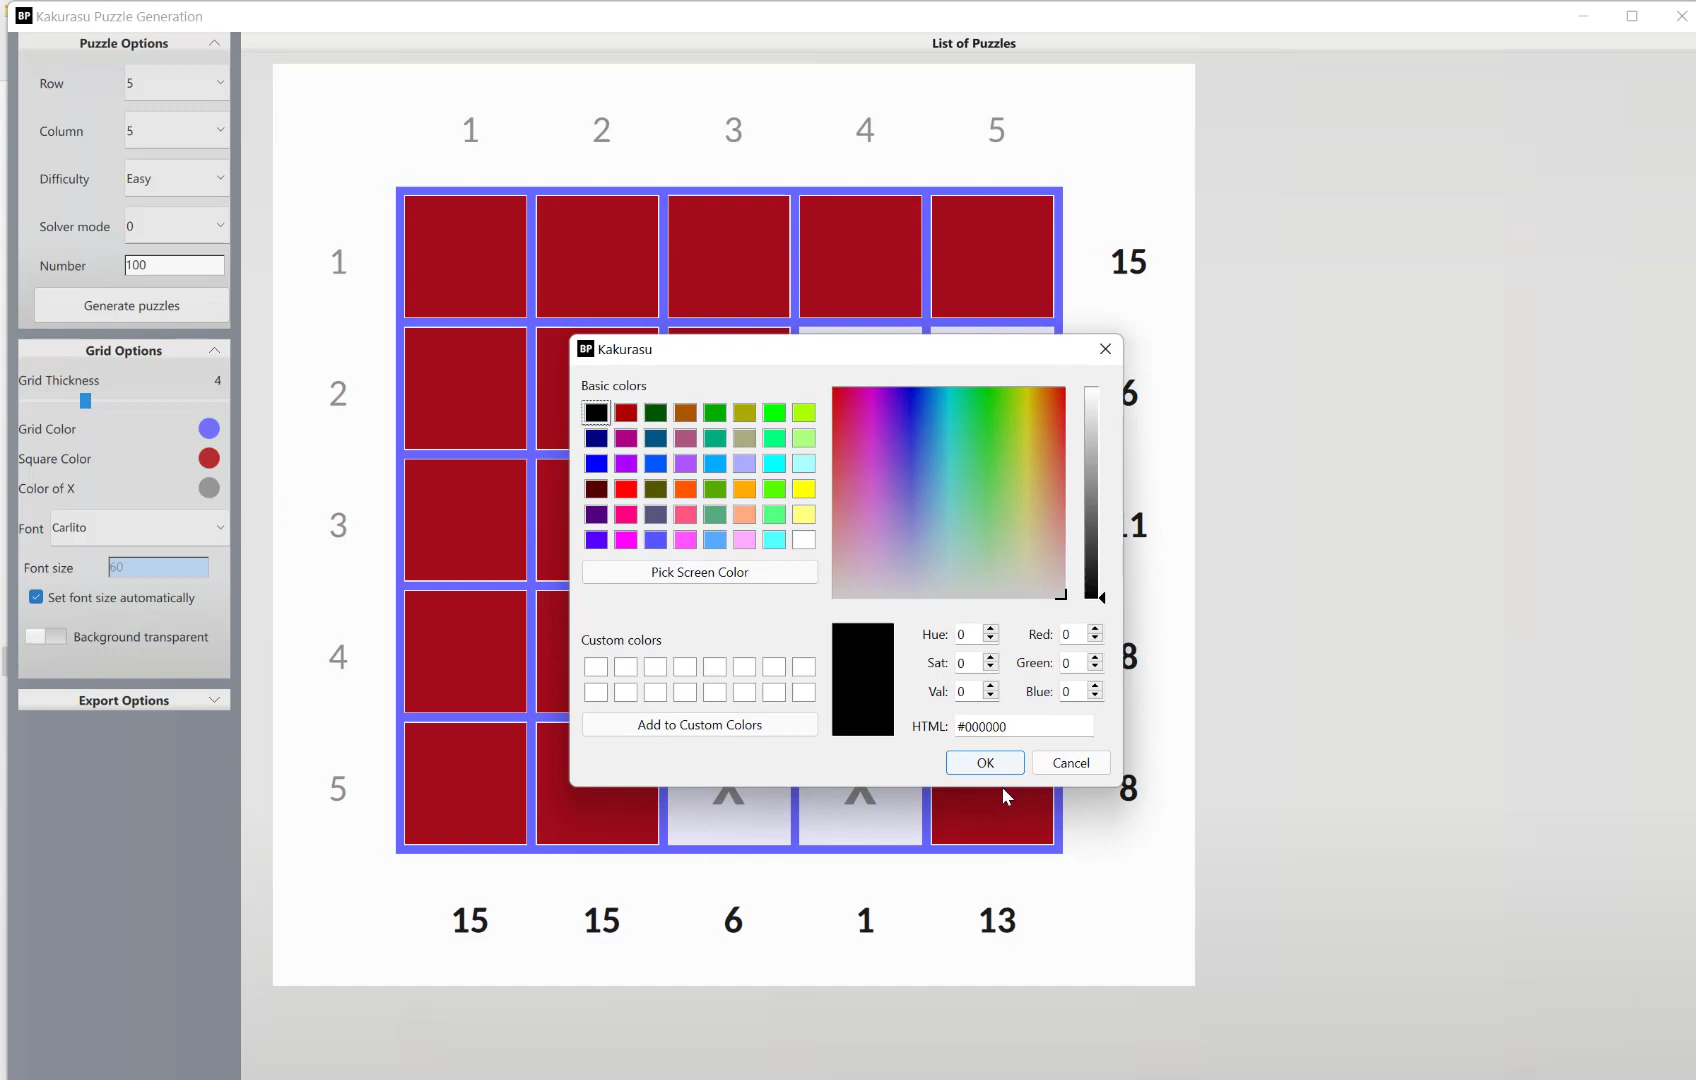 BP Kakurasu Puzzle Generation
Puzzle Options
List of Puzzles
Row 5
Column 5
Difficulty Easy
Solver mode 0
Number 100
Generate puzzles
Grid Options
Grid Thickness 4
Grid Color
Square Color
Color of X
Font Carlito
Font size 60
Set font size automatically
Background transparent
Export Options
1 2 3 4 5
1 15
2 6
3 11
4 8
5 X X 8
15 15 6 1 13
BP Kakurasu
Basic colors
Pick Screen Color
Custom colors
Add to Custom Colors
Hue: 0 Red: 0
Sat: 0 Green: 0
Val: 0 Blue: 0
HTML: #000000
OK Cancel